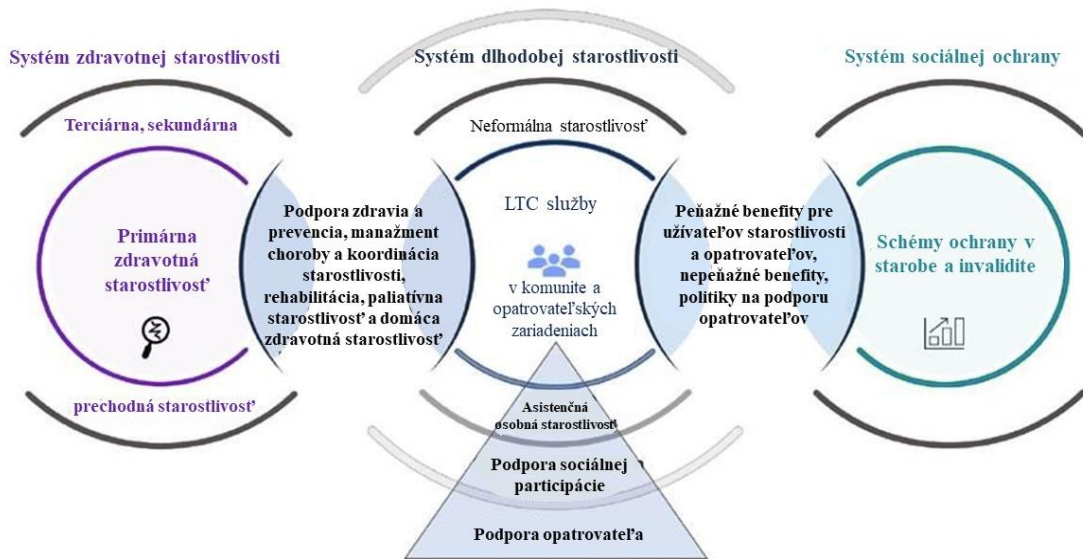 Systém zdravotnej starostlivosti
Systém dlhodobej starostlivosti
Systém sociálnej ochrany
Terciárna, sekundárna
Neformálna starostlivosť
Primárna
zdravotná
starostlivosť
prechodná starostlivosť
Podpora zdravia a
prevencia, manažment
choroby a koordinácia
starostlivosti,
rehabilitácia, paliatívna
starostlivosť a domáca
zdravotná starostlivosť
LTC služby
v komunite a
opatrovateľských
zariadeniach
Peňažné benefity pre
užívateľov starostlivosti
a opatrovateľov,
nepeňažné benefity,
politiky na podporu
opatrovateľov
Schémy ochrany v
starobe a invalidite
Asistenčná
osobná starostlivosť
Podpora sociálnej
participácie
Podpora opatrovateľa